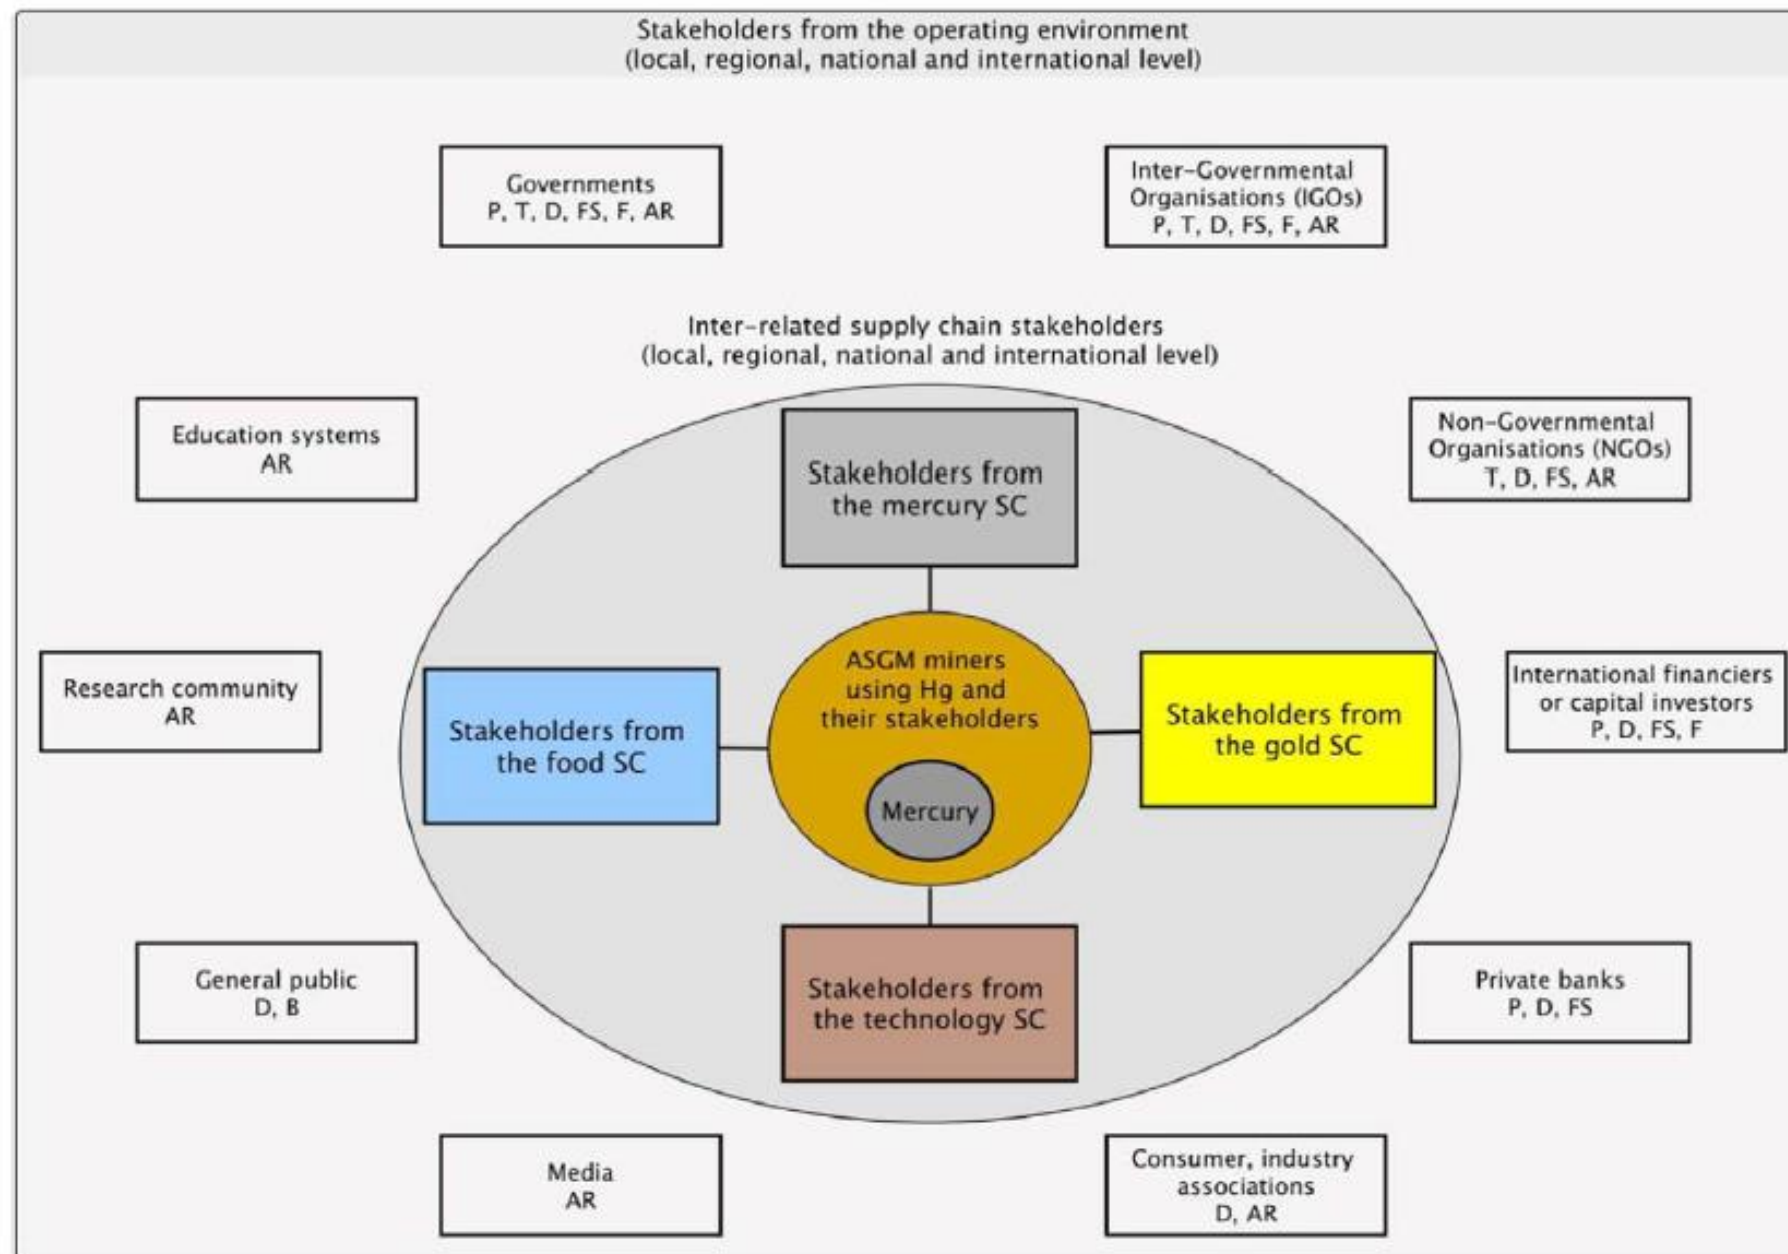 Stakeholders from the operating environment
(local, regional, national and international level)
Governments
P, T, D, FS, F, AR
Inter-Governmental
Organisations (IGOs)
P, T, D, FS, F, AR
Inter-related supply chain stakeholders
(local, regional, national and international level)
Education systems
AR
Stakeholders from
the mercury SC
Non-Governmental
Organisations (NGOs)
T, D, FS, AR
Research community
AR
Stakeholders from
the food SC
ASGM miners
using Hg and
their stakeholders
Mercury
Stakeholders from
the gold SC
International financiers
or capital investors
P, D, FS, F
General public
D, B
Stakeholders from
the technology SC
Private banks
P, D, FS
Media
AR
Consumer, industry
associations
D, AR